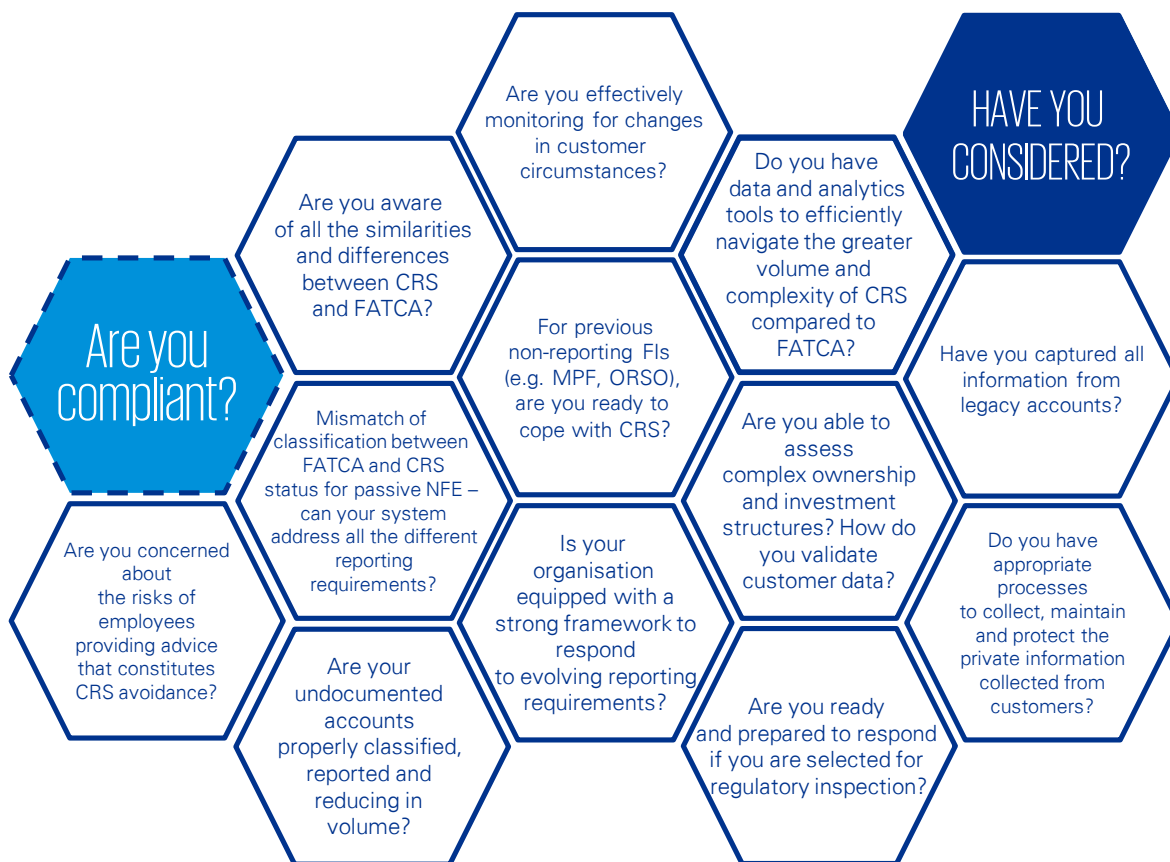 Are you effectively
monitoring for changes
in customer
circumstances?
HAVE YOU
CONSIDERED?
Are you aware
of all the similarities
and differences
between CRS
and FATCA?
Do you have
data and analytics
tools to efficiently
navigate the greater
volume and
complexity of CRS
compared to
FATCA?
Are you
compliant?
For previous
non-reporting FIs
(e.g. MPF, ORSO),
are you ready to
cope with CRS?
Have you captured all
information from
legacy accounts?
Mismatch of
classification between
FATCA and CRS
status for passive NFE –
can your system
address all the different
reporting
requirements?
Are you able to
assess
complex ownership
and investment
structures? How do
you validate
customer data?
Are you concerned
about
the risks of
employees
providing advice
that constitutes
CRS avoidance?
Is your
organisation
equipped with a
strong framework to
respond
to evolving reporting
requirements?
Do you have
appropriate
processes
to collect, maintain
and protect the
private information
collected from
customers?
Are your
undocumented
accounts
properly classified,
reported and
reducing in
volume?
Are you ready
and prepared to respond
if you are selected for
regulatory inspection?